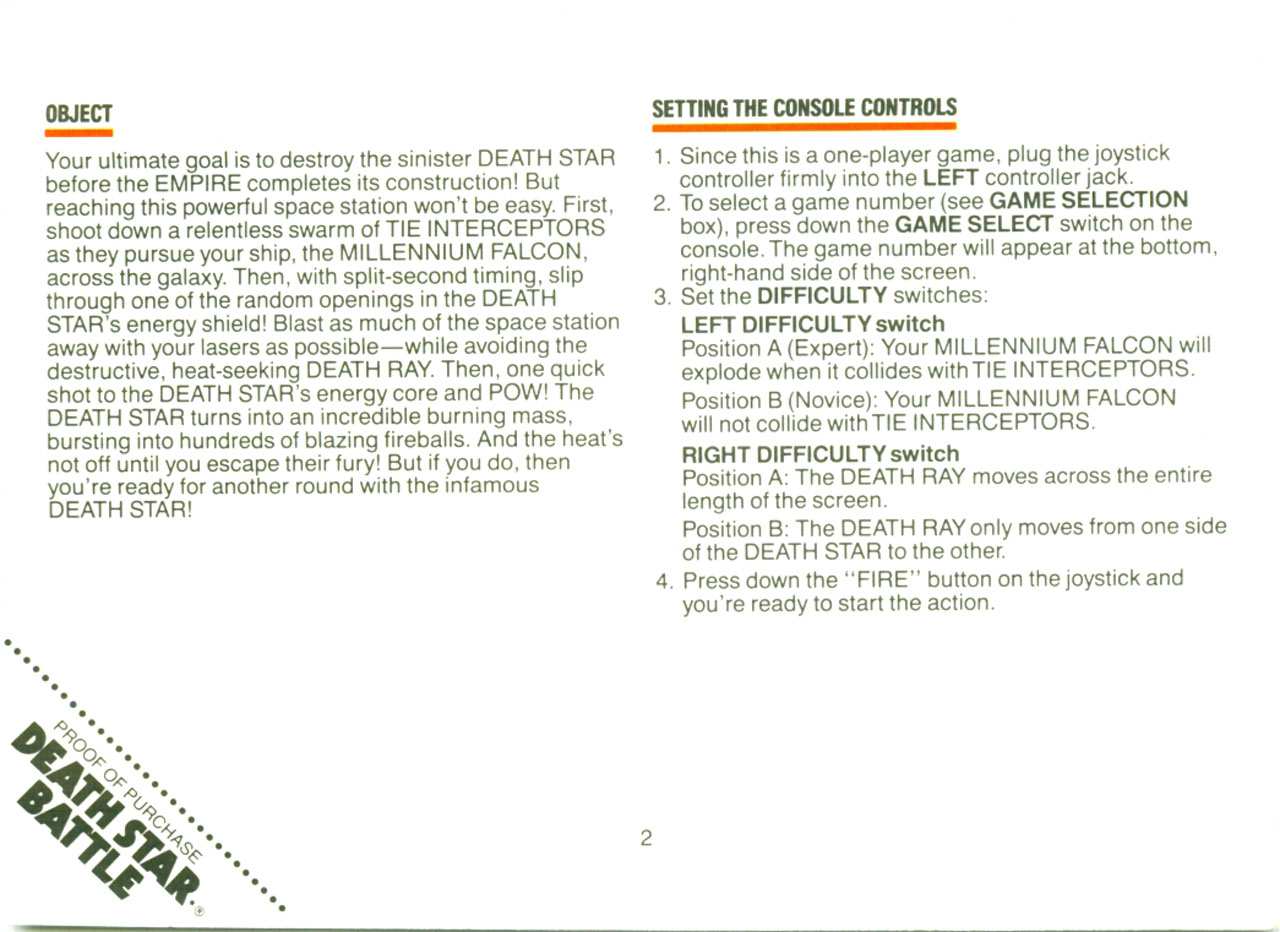 OBJECT
Your ultimate goal is to destroy the sinister DEATH STAR
before the EMPIRE completes its construction! But
reaching this powerful space station won't be easy. First,
shoot down a relentless swarm of TIE INTERCEPTORS
as they pursue your ship, the MILLENNIUM FALCON,
across the galaxy. Then, with split-second timing, slip
through one of the random openings in the DEATH
STAR's energy shield! Blast as much of the space station
away with your lasers as possible—while avoiding the
destructive, heat-seeking DEATH RAY. Then, one quick
shot to the DEATH STAR's energy core and POW! The
DEATH STAR turns into an incredible burning mass,
bursting into hundreds of blazing fireballs. And the heat's
not off until you escape their fury! But if you do, then
you're ready for another round with the infamous
DEATH STAR!
SETTING THE CONSOLE CONTROLS
1. Since this is a one-player game, plug the joystick
controller firmly into the LEFT controller jack.
2. To select a game number (see GAME SELECTION
box), press down the GAME SELECT switch on the
console. The game number will appear at the bottom,
right-hand side of the screen.
3. Set the DIFFICULTY switches:
LEFT DIFFICULTY switch
Position A (Expert): Your MILLENNIUM FALCON will
explode when it collides with TIE INTERCEPTORS.
Position B (Novice): Your MILLENNIUM FALCON
will not collide with TIE INTERCEPTORS.
RIGHT DIFFICULTY switch
Position A: The DEATH RAY moves across the entire
length of the screen.
Position B: The DEATH RAY only moves from one side
of the DEATH STAR to the other.
4. Press down the "FIRE" button on the joystick and
you're ready to start the action.
PROOF OF PURCHASE
DEATH STAR
BATTLE
®
2